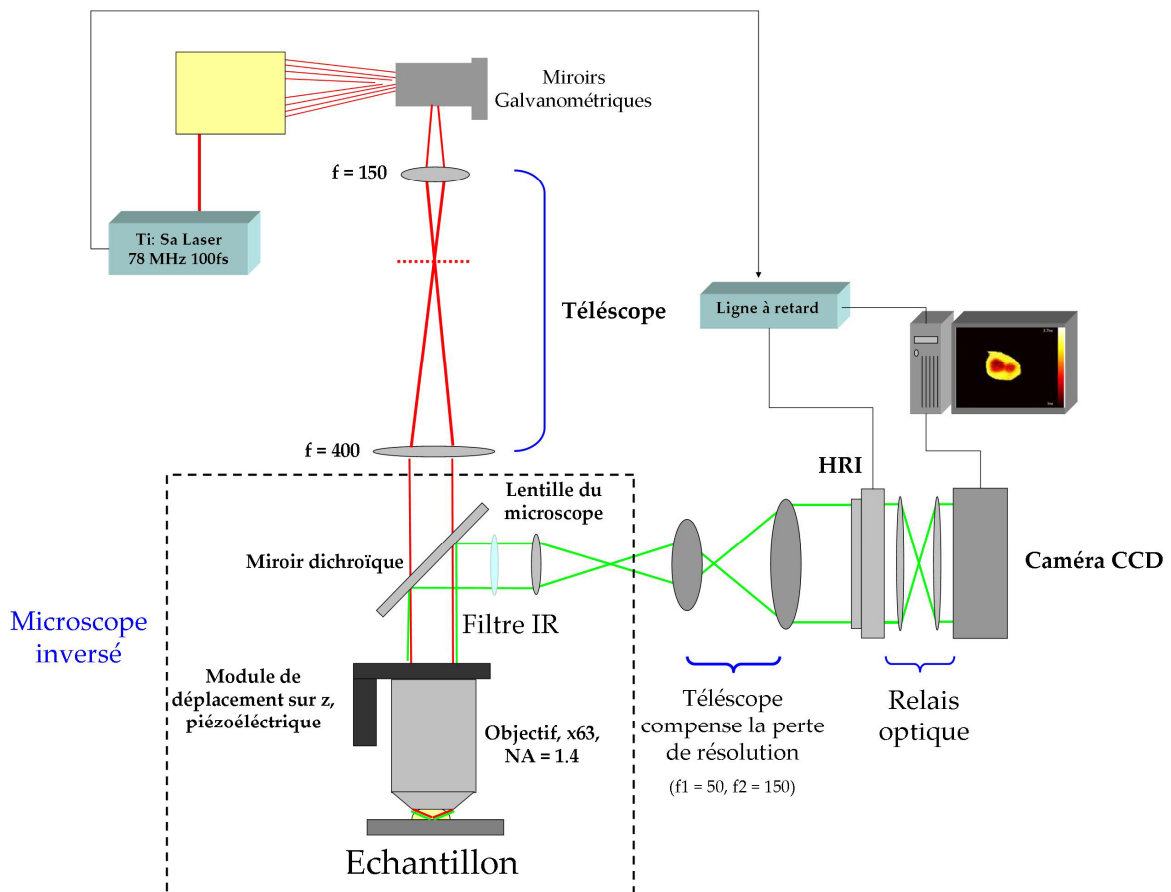 Miroirs
Galvanométriques
f = 150
Ti: Sa Laser
78 MHz 100fs
Téléscope
Ligne à retard
f = 400
HRI
Lentille du
microscope
Miroir dichroïque
Caméra CCD
Filtre IR
Microscope
inversé
Module de
déplacement sur z,
piézoéléctrique
Objectif, x63,
NA = 1.4
Téléscope
compense la perte
de résolution
(f1 = 50, f2 = 150)
Relais
optique
Echantillon